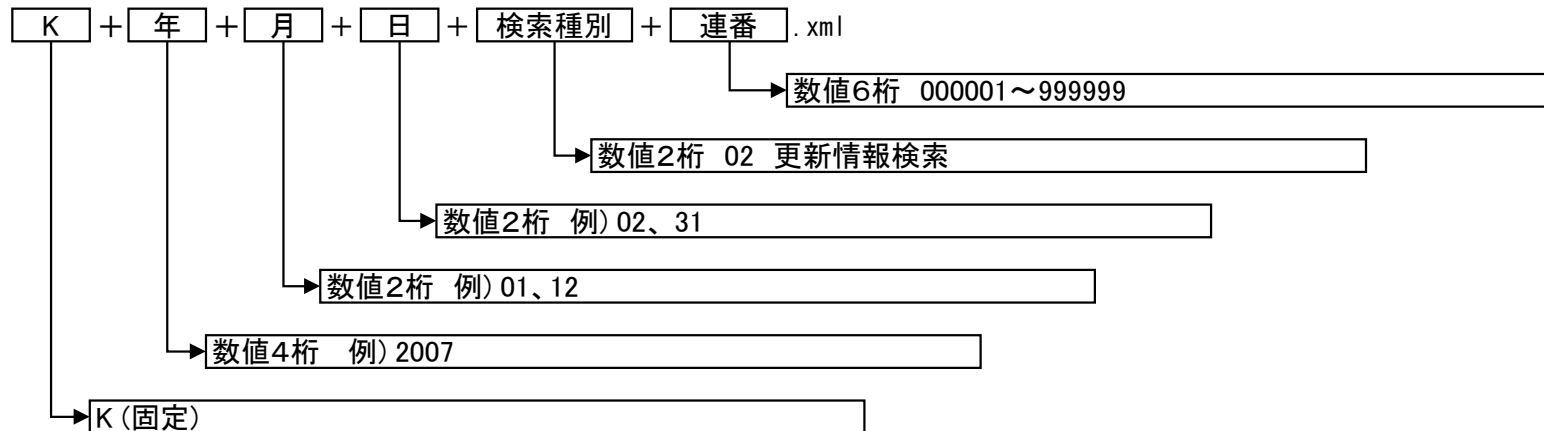 K + 年 + 月 + 日 + 検索種別 + 連番 .xml
数値6桁 000001～999999
数値2桁 02 更新情報検索
数値2桁 例)02、31
数値2桁 例)01、12
数値4桁 例)2007
K(固定)